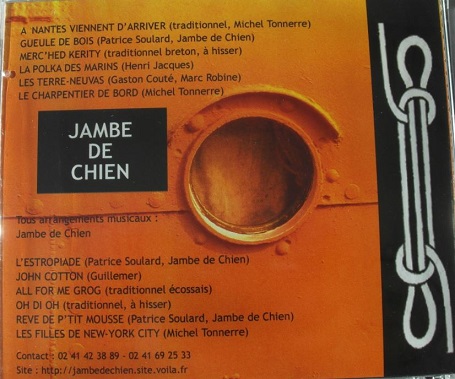 A NANTES VIENNENT D'ARRIVER (traditionnel, Michel Tonnerre)
GUEULE DE BOIS (Patrice Soulard, Jambe de Chien)
MERC'HED KERITY (traditionnel breton, à hisser)
LA POLKA DES MARINS (Henri Jacques)
LES TERRE-NEUVAS (Gaston Couté, Marc Robine)
LE CHARPENTIER DE BORD (Michel Tonnerre)
JAMBE
DE
CHIEN
Tous arrangements musicaux :
Jambe de Chien
L'ESTROPIADE (Patrice Soulard, Jambe de Chien)
JOHN COTTON (Guillemer)
ALL FOR ME GROG (traditionnel écossais)
OH DI OH (traditionnel, à hisser)
REVE DE P'TIT MOUSSE (Patrice Soulard, Jambe de Chien)
LES FILLES DE NEW-YORK CITY (Michel Tonnerre)
Contact : 02 41 42 38 89 - 02 41 69 25 33
Site : http://jambedechien.site.voila.fr